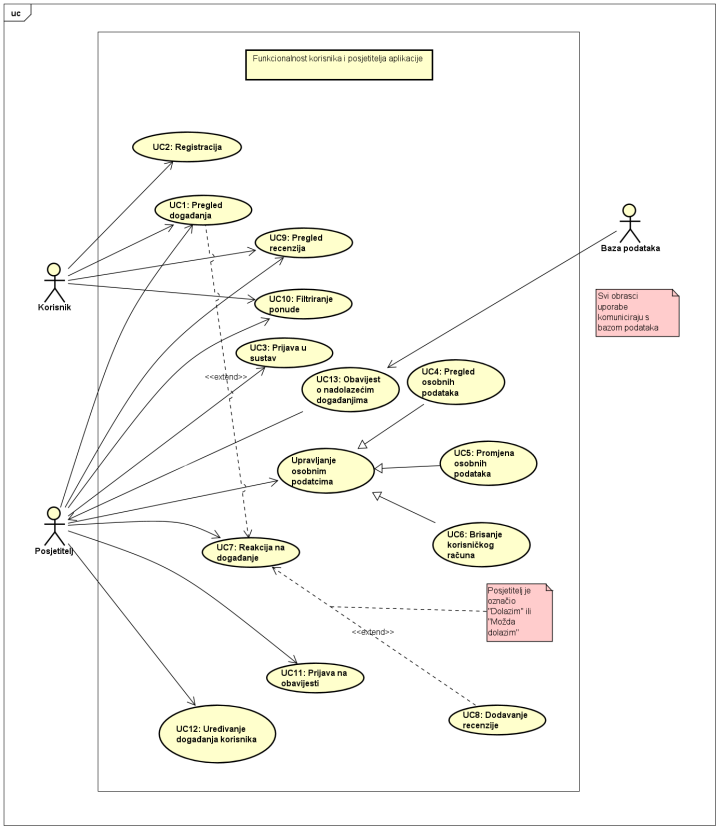 uc
Funkcionalnost korisnika i posjetitelja aplikacije
UC2: Registracija
UC1: Pregled
događanja
UC9: Pregled
recenzija
Baza podataka
Korisnik
UC10: Filtriranje
ponude
Svi obrasci
uporabe
komuniciraju s
bazom podataka
UC3: Prijava u
sustav
<<extend>>
UC13: Obavijest
o nadolazećim
događanjima
UC4: Pregled
osobnih
podataka
Upravljanje
osobnim
podatcima
UC5: Promjena
osobnih
podataka
UC6: Brisanje
korisničkog
računa
Posjetitelj
UC7: Reakcija na
događanje
Posjetitelj je
označio
"Dolazim" ili
"Možda
dolazim"
<<extend>>
UC11: Prijava na
obavijesti
UC12: Uređivanje
događanja korisnika
UC8: Dodavanje
recenzije